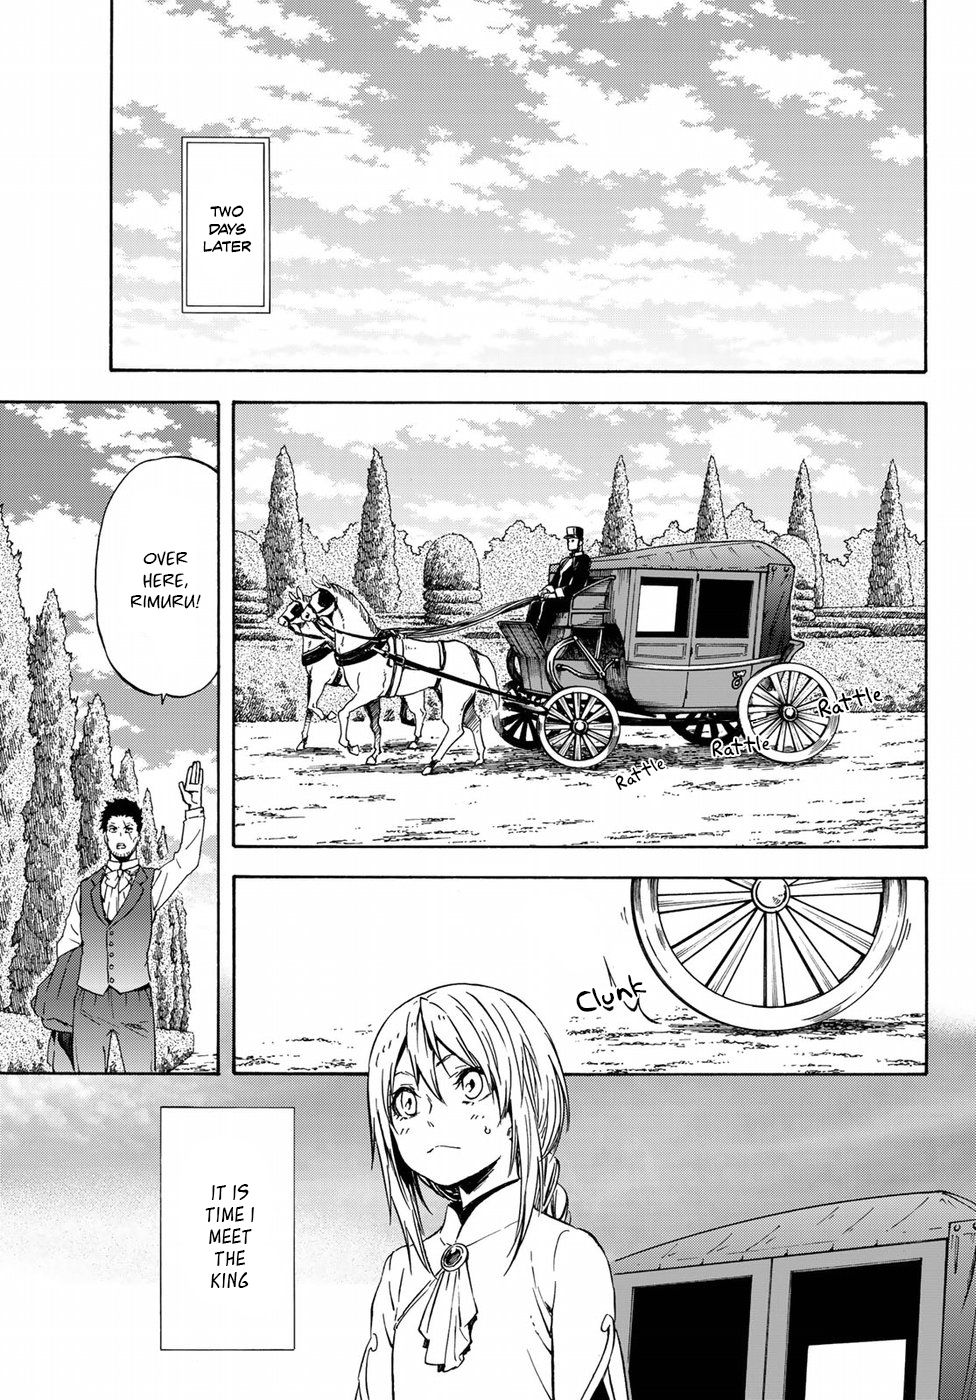 TWO
DAYS
LATER
Rattle
Rattle
Rattle
OVER
HERE,
RIMURU!
Clunk
IT IS
TIME I
MEET
THE
KING